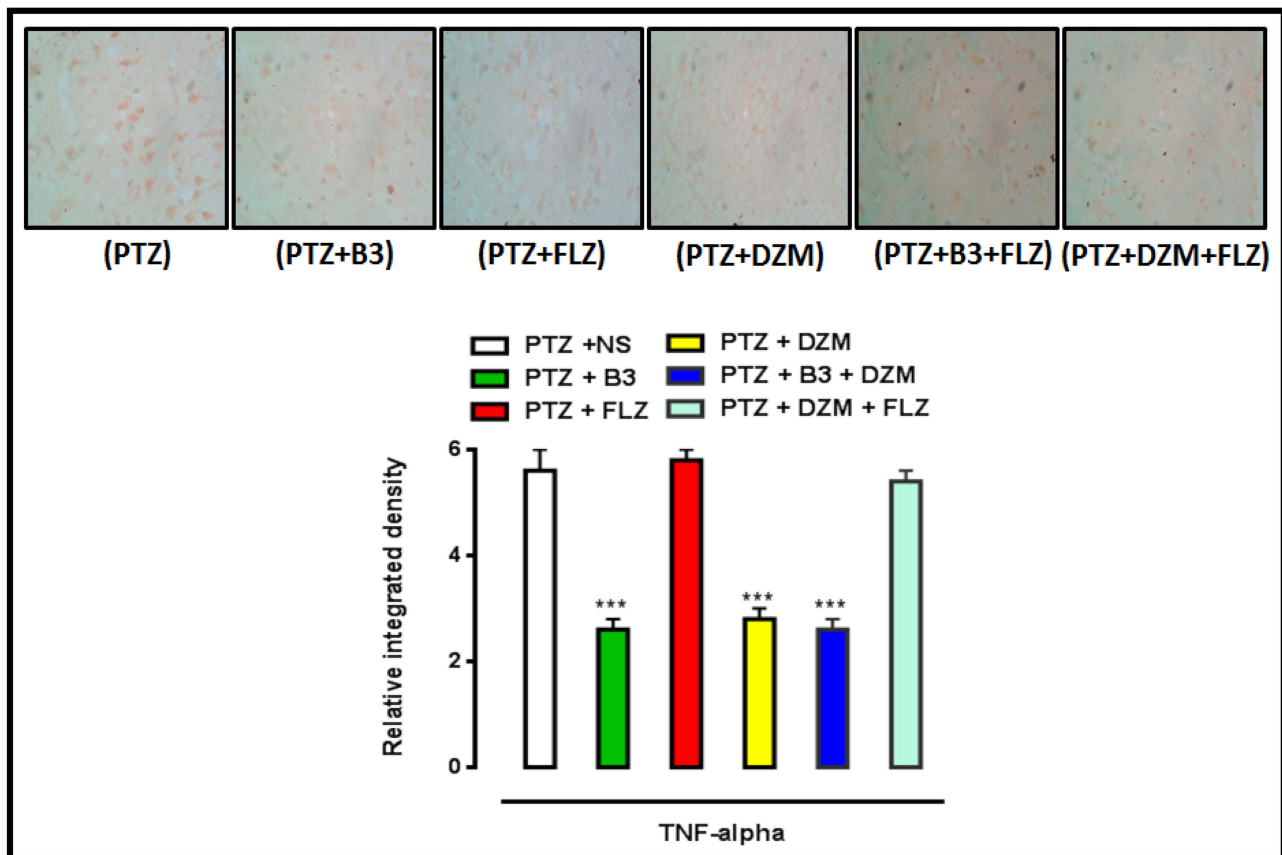 (PTZ) (PTZ+B3) (PTZ+FLZ) (PTZ+DZM) (PTZ+B3+FLZ) (PTZ+DZM+FLZ)
PTZ +NS PTZ + DZM
PTZ + B3 PTZ + B3 + DZM
PTZ + FLZ PTZ + DZM + FLZ
Relative integrated density
6
4
2
0
*** *** ***
TNF-alpha